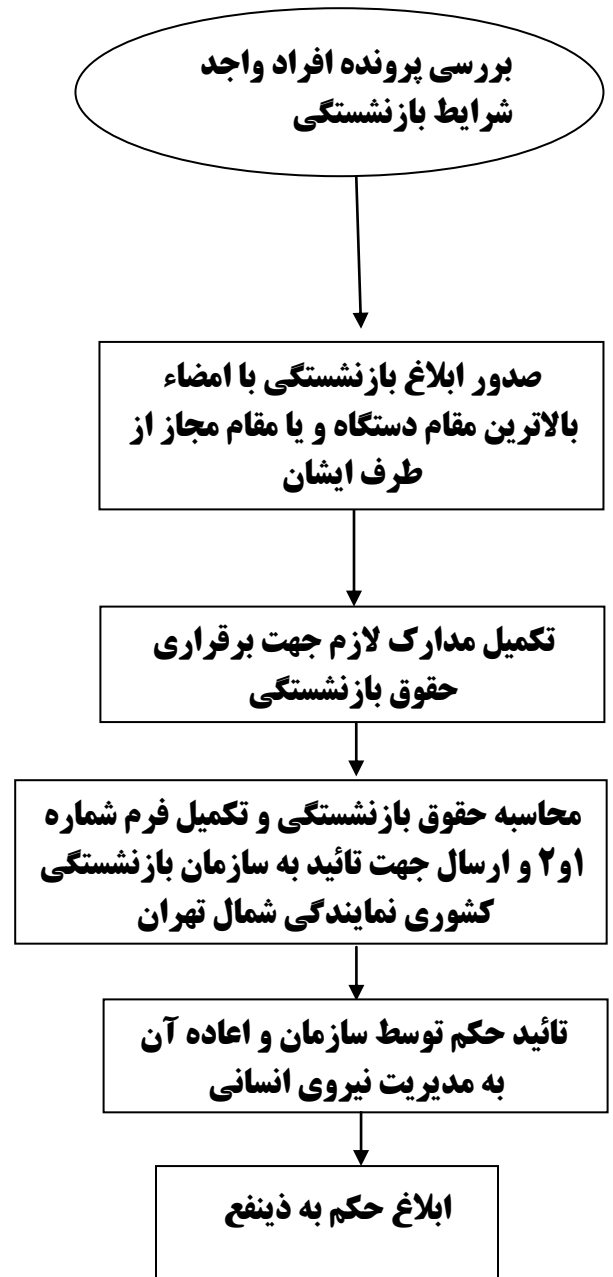 بررسی پرونده افراد واجد
شرایط بازنشستگی
صدور ابلاغ بازنشستگی با امضاء
بالاترین مقام دستگاه و یا مقام مجاز از
طرف ایشان
تکمیل مدارک لازم جهت برقراری
حقوق بازنشستگی
محاسبه حقوق بازنشستگی و تکمیل فرم شماره
۱و۲ و ارسال جهت تائید به سازمان بازنشستگی
کشوری نمایندگی شمال تهران
تائید حکم توسط سازمان و اعاده آن
به مدیریت نیروی انسانی
ابلاغ حکم به ذینفع